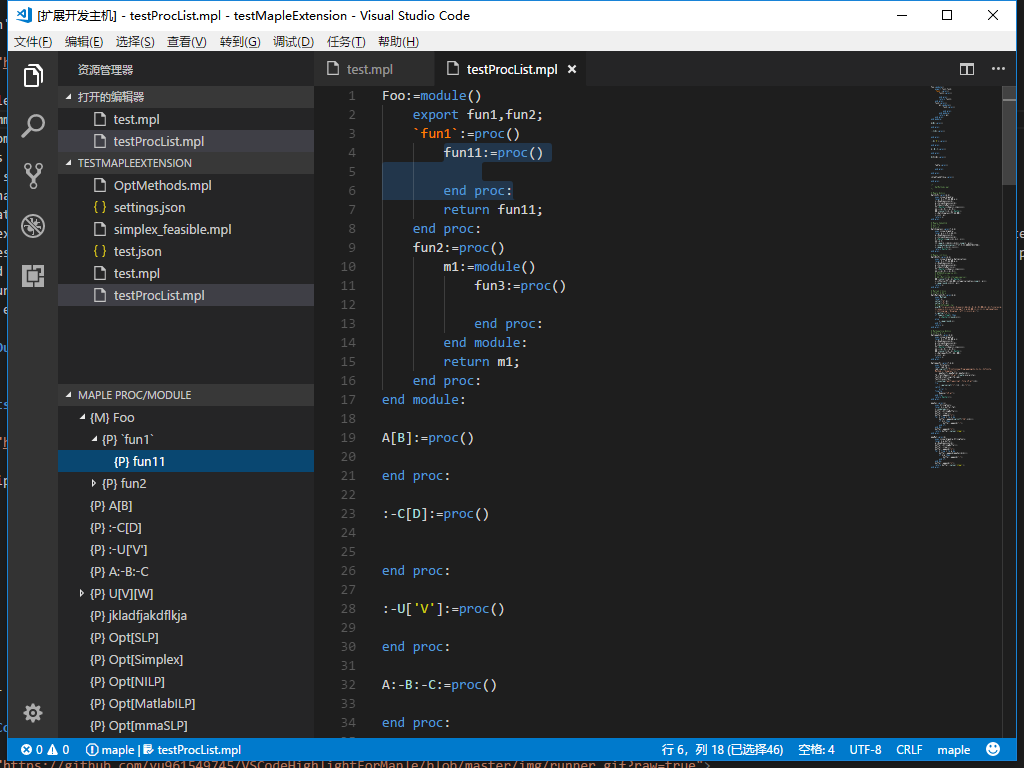 [扩展开发主机] - testProcList.mpl - testMapleExtension - Visual Studio Code
文件(F) 编辑(E) 选择(S) 查看(V) 转到(G) 调试(D) 任务(T) 帮助(H)
资源管理器
打开的编辑器
test.mpl
testProcList.mpl
TESTMAPLEEXTENSION
OptMethods.mpl
{ } settings.json
simplex_feasible.mpl
{ } test.json
test.mpl
testProcList.mpl
MAPLE PROC/MODULE
{M} Foo
{P} `fun1`
{P} fun11
{P} fun2
{P} A[B]
{P} :-C[D]
{P} :-U['V']
{P} A:-B:-C
{P} U[V][W]
{P} jkladfjakdflkja
{P} Opt[SLP]
{P} Opt[Simplex]
{P} Opt[NILP]
{P} Opt[MatlabILP]
{P} Opt[mmaSLP]
test.mpl testProcList.mpl
1 Foo:=module()
2 export fun1,fun2;
3 `fun1`:=proc()
4 fun11:=proc()
5
6 end proc:
7 return fun11;
8 end proc:
9 fun2:=proc()
10 m1:=module()
11 fun3:=proc()
12
13 end proc:
14 end module:
15 return m1;
16 end proc:
17 end module:
18
19 A[B]:=proc()
20
21 end proc:
22
23 :-C[D]:=proc()
24
25
26 end proc:
27
28 :-U['V']:=proc()
29
30 end proc:
31
32 A:-B:-C:=proc()
33
34 end proc:
0 0 maple | testProcList.mpl 行 6，列 18 (已选择46) 空格: 4 UTF-8 CRLF maple
"https://github.com/yu961549745/VSCodeHighlightForMaple/blob/master/img/runner.gif?raw=true">